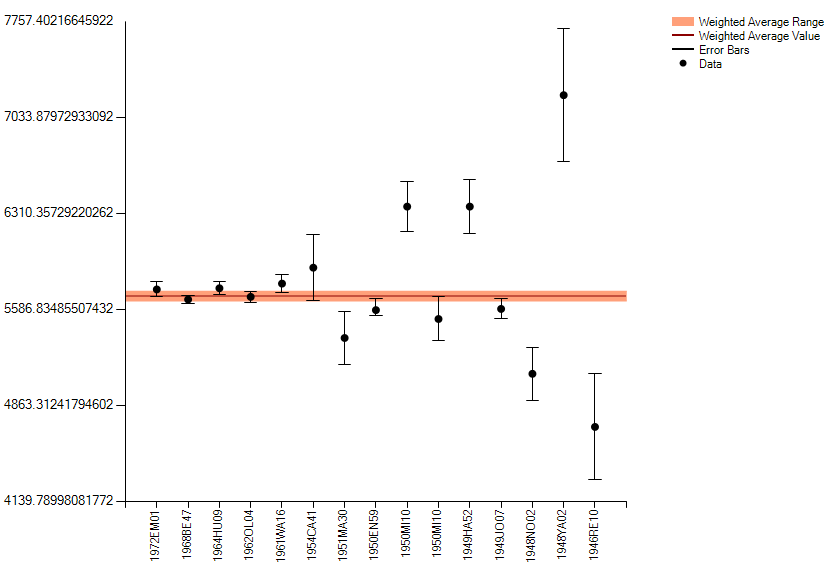 7757.40216645922
7033.87972933092
6310.35729220262
5586.83485507432
4863.31241794602
4139.78998081772
1972EM01
1968BE47
1964HU09
1962OL04
1961WA16
1954CA41
1951MA30
1950EN59
1950MI10
1950MI10
1949HA52
1949JO07
1948NO02
1948YA02
1946RE10
Weighted Average Range
Weighted Average Value
Error Bars
Data